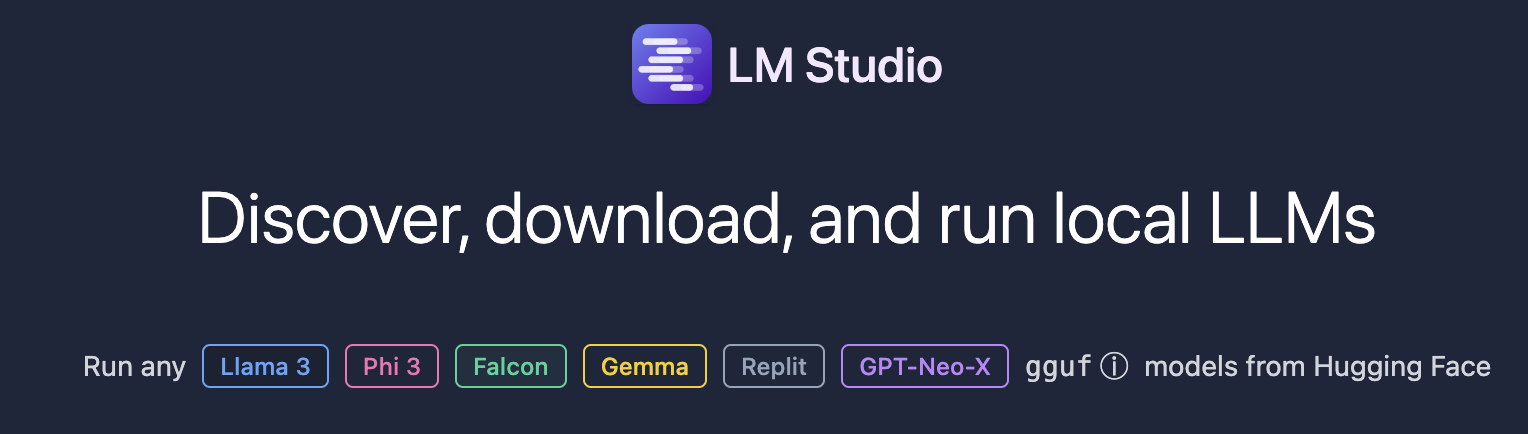 LM Studio
Discover, download, and run local LLMs
Run any Llama 3 Phi 3 Falcon Gemma Replit GPT-Neo-X gguf ⓘ models from Hugging Face